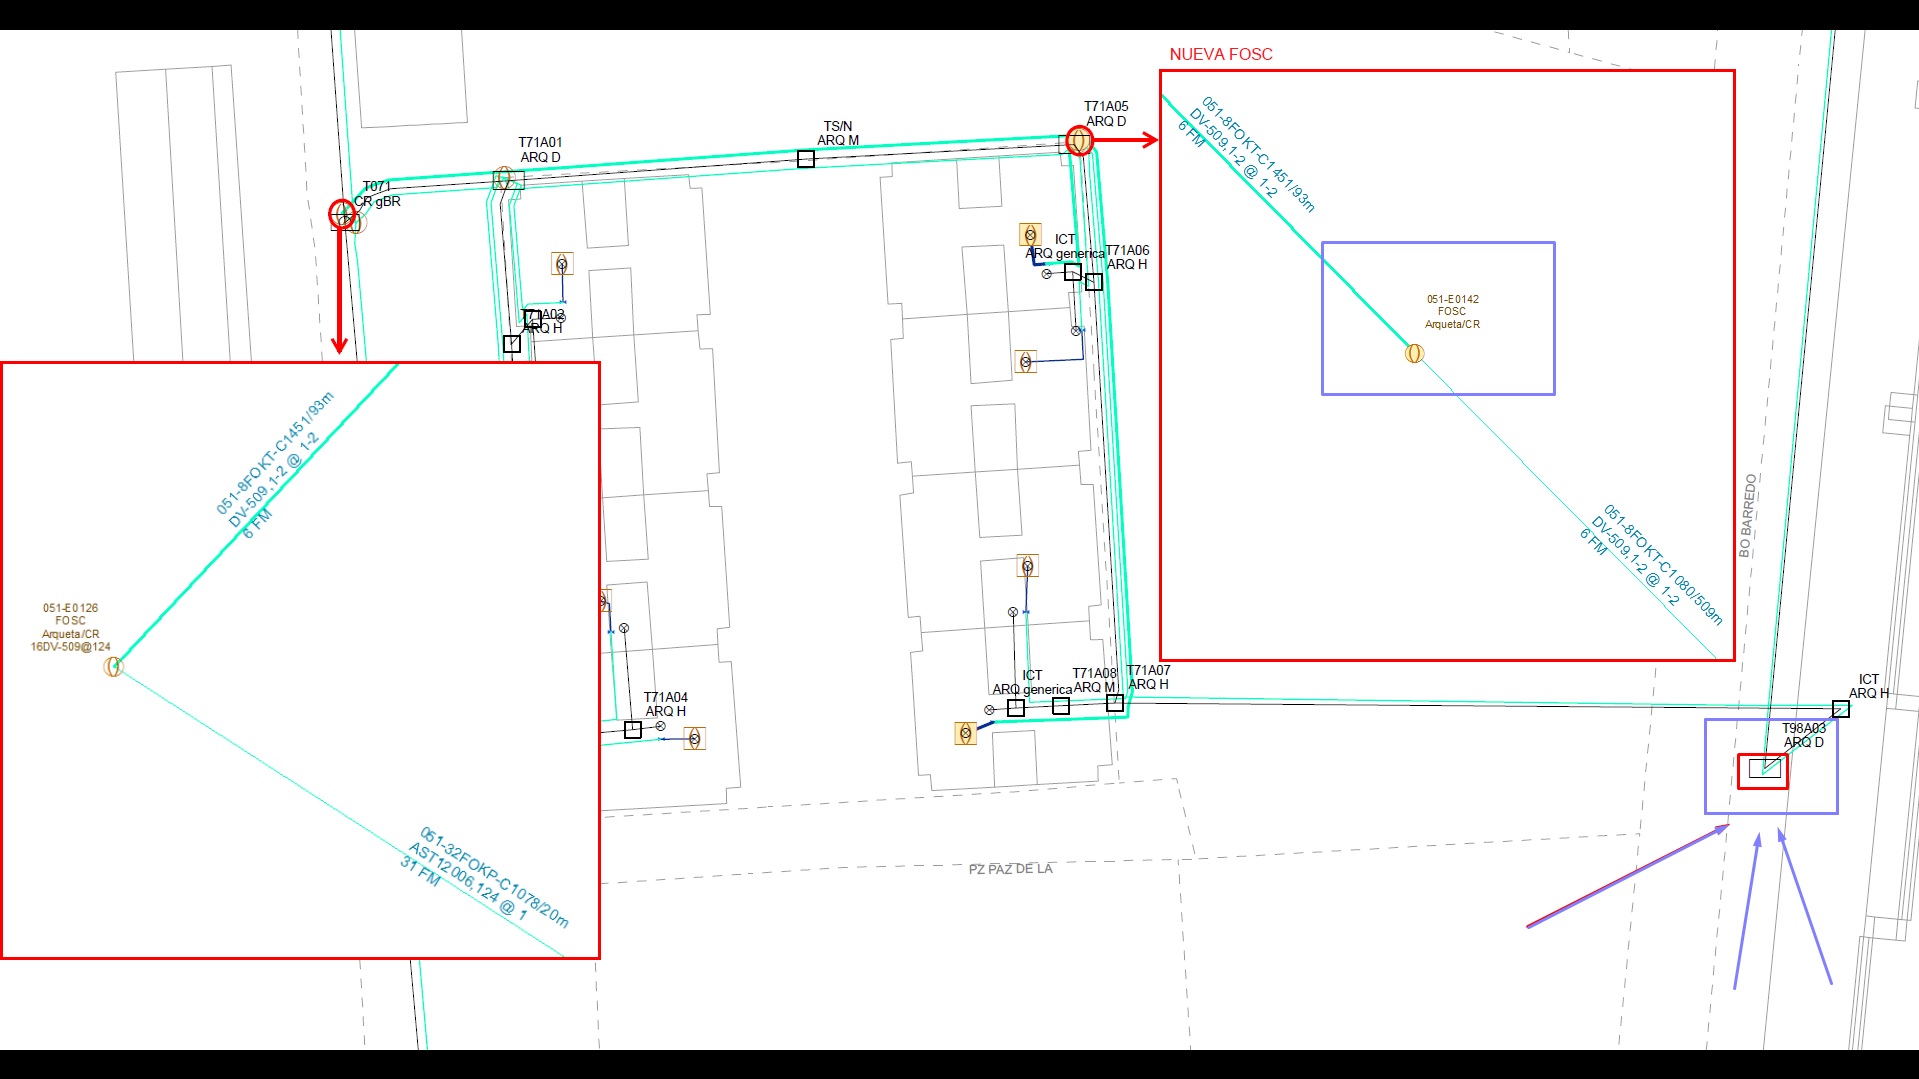 NUEVA FOSC
T71A05
ARQ D
TS/N
ARQ M
T71A01
ARQ D
T071
CR gBR
051-8FOKT-C1451/93m
DV-509,1-2 @ 1-2
6 FM
ICT
ARQ generica
T71A06
ARQ H
T71A02
ARQ H
051-E0142
FOSC
Arqueta/CR
051-8FOKT-C1451/93m
DV-509,1-2 @ 1-2
6 FM
051-8FOKT-C1080/509m
DV-509,1-2 @ 1-2
6 FM
BO BARREDO
051-E0126
FOSC
Arqueta/CR
16DV-509@124
T71A04
ARQ H
ICT
ARQ generica
T71A08
ARQ M
T71A07
ARQ H
ICT
ARQ H
T98A03
ARQ D
051-32FOKP-C1078/20m
AST12006,124 @ 1
31 FM
PZ PAZ DE LA